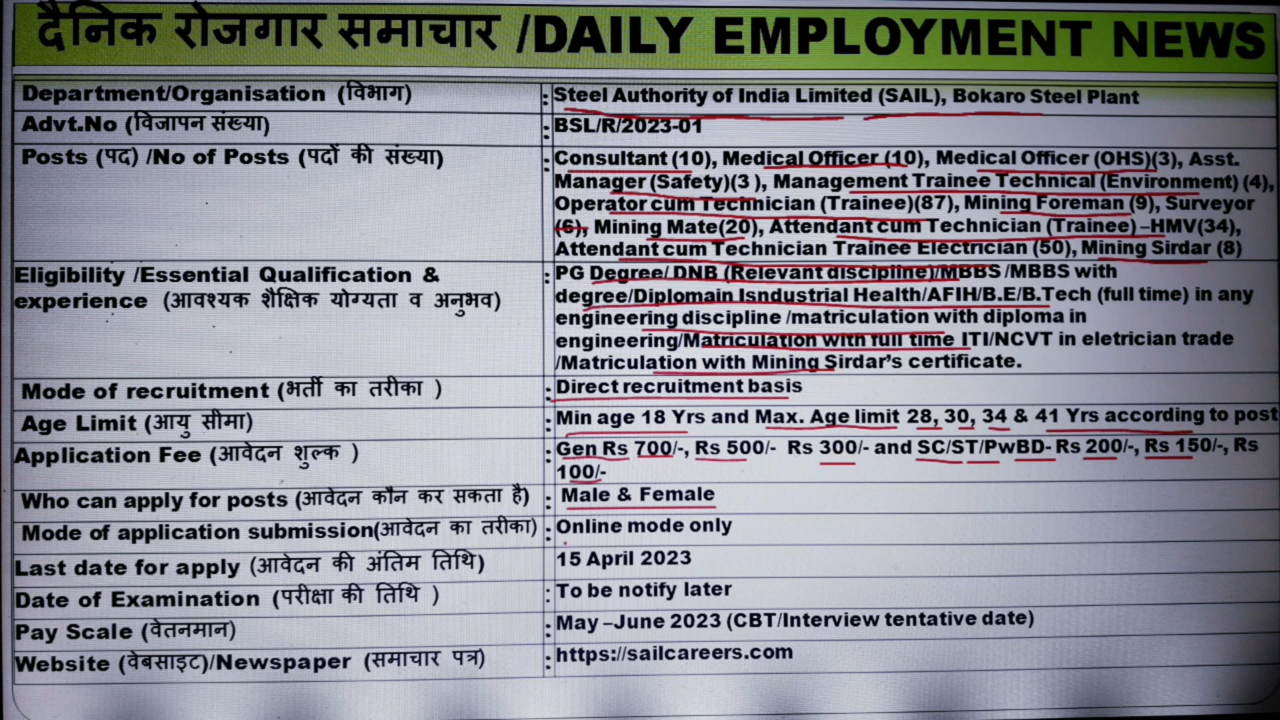 दैनिक रोजगार समाचार /DAILY EMPLOYMENT NEWS
Department/Organisation (विभाग) : Steel Authority of India Limited (SAIL), Bokaro Steel Plant
Advt.No (विजापन संख्या) : BSL/R/2023-01
Posts (पद) /No of Posts (पदों की संख्या) : Consultant (10), Medical Officer (10), Medical Officer (OHS)(3), Asst.
Manager (Safety)(3 ), Management Trainee Technical (Environment) (4),
Operator cum Technician (Trainee)(87), Mining Foreman (9), Surveyor
(6), Mining Mate(20), Attendant cum Technician (Trainee) –HMV(34),
Attendant cum Technician Trainee Electrician (50), Mining Sirdar (8)
Eligibility /Essential Qualification &
experience (आवश्यक शैक्षिक योग्यता व अनुभव)
: PG Degree/ DNB (Relevant discipline)/MBBS /MBBS with
degree/Diplomain Isndustrial Health/AFIH/B.E/B.Tech (full time) in any
engineering discipline /matriculation with diploma in
engineering/Matriculation with full time ITI/NCVT in eletrician trade
/Matriculation with Mining Sirdar's certificate.
Mode of recruitment (भर्ती का तरीका ) : Direct recruitment basis
Age Limit (आयु सीमा) : Min age 18 Yrs and Max. Age limit 28, 30, 34 & 41 Yrs according to post
Application Fee (आवेदन शुल्क ) : Gen Rs 700/-, Rs 500/- Rs 300/- and SC/ST/PwBD- Rs 200/-, Rs 150/-, Rs
100/-
Who can apply for posts (आवेदन कौन कर सकता है) : Male & Female
Mode of application submission(आवेदन का तरीका) : Online mode only
Last date for apply (आवेदन की अंतिम तिथि) : 15 April 2023
Date of Examination (परीक्षा की तिथि ) : To be notify later
Pay Scale (वेतनमान) : May –June 2023 (CBT/Interview tentative date)
Website (वेबसाइट)/Newspaper (समाचार पत्र) : https://sailcareers.com